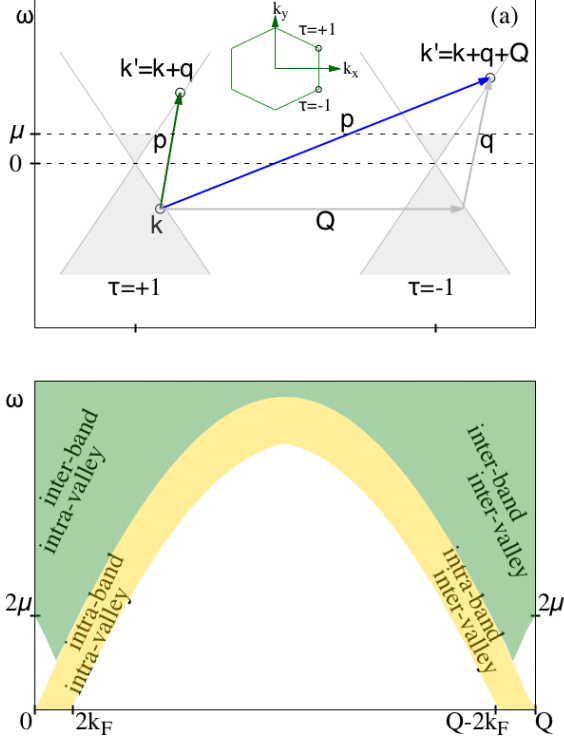 ω
(a)
k_y
τ=+1
k'=k+q
k'=k+q+Q
k_x
τ=-1
μ
p
p
q
0
k
Q
τ=+1
τ=-1
ω
inter-band
intra-valley
inter-band
inter-valley
intra-band
intra-valley
intra-band
inter-valley
2μ
2μ
0
2k_F
Q-2k_F
Q